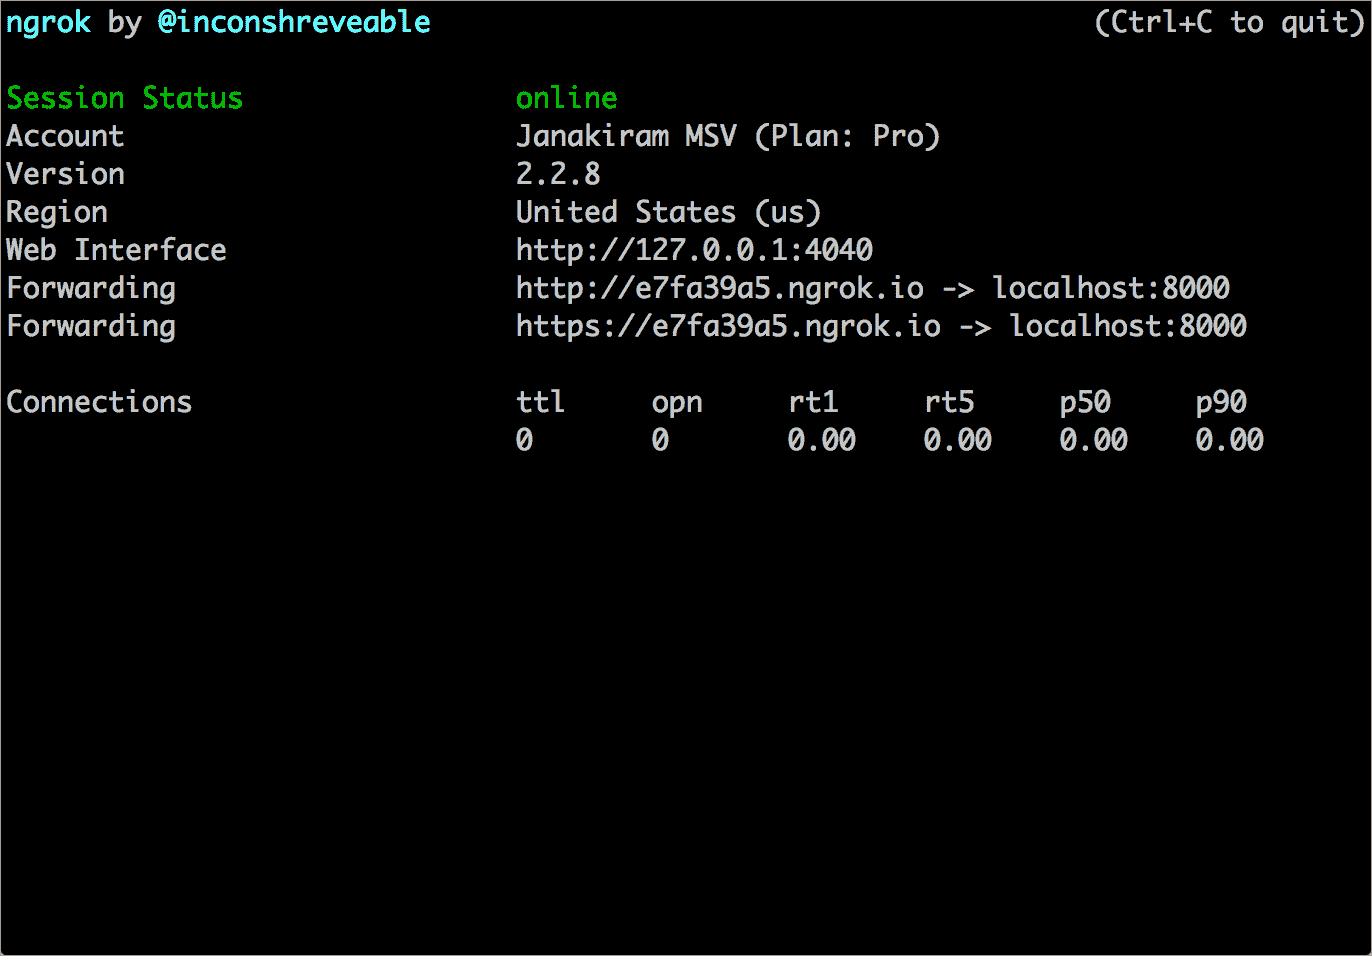 ngrok by @inconshreveable (Ctrl+C to quit)
Session Status online
Account Janakiram MSV (Plan: Pro)
Version 2.2.8
Region United States (us)
Web Interface http://127.0.0.1:4040
Forwarding http://e7fa39a5.ngrok.io -> localhost:8000
Forwarding https://e7fa39a5.ngrok.io -> localhost:8000
Connections ttl opn rt1 rt5 p50 p90
0 0 0.00 0.00 0.00 0.00